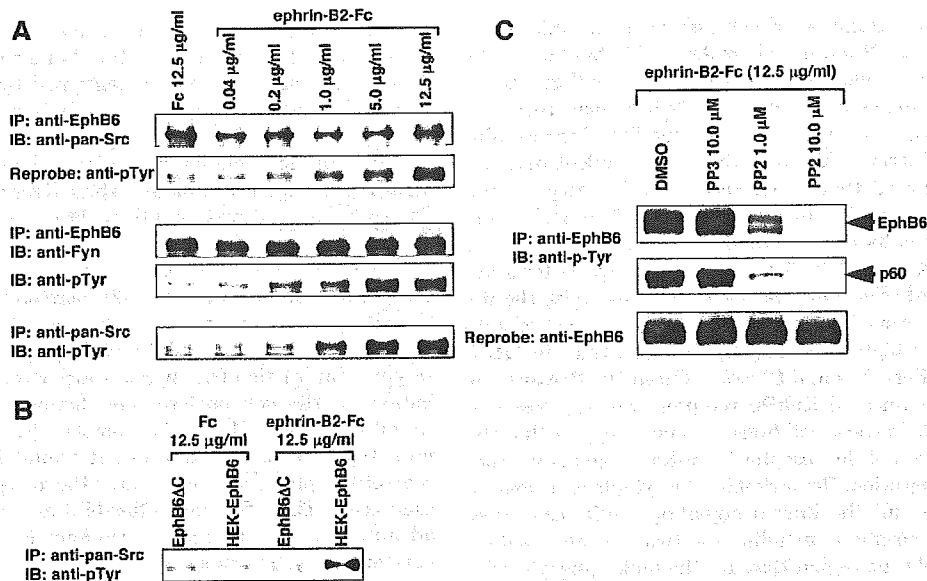 A
ephrin-B2-Fc
Fc 12.5 µg/ml
0.04 µg/ml
0.2 µg/ml
1.0 µg/ml
5.0 µg/ml
12.5 µg/ml
IP: anti-EphB6
IB: anti-pan-Src
Reprobe: anti-pTyr
IP: anti-EphB6
IB: anti-Fyn
IB: anti-pTyr
IP: anti-pan-Src
IB: anti-pTyr
B
Fc
12.5 µg/ml
ephrin-B2-Fc
12.5 µg/ml
EphB6ΔC
HEK-EphB6
EphB6ΔC
HEK-EphB6
IP: anti-pan-Src
IB: anti-pTyr
C
ephrin-B2-Fc (12.5 µg/ml)
DMSO
PP3 10.0 µM
PP2 1.0 µM
PP2 10.0 µM
IP: anti-EphB6
IB: anti-p-Tyr
EphB6
p60
Reprobe: anti-EphB6